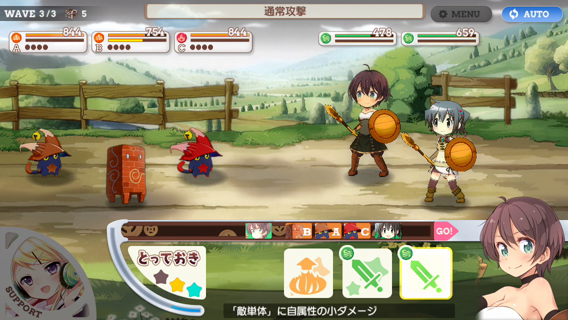 WAVE 3/3 5
通常攻撃
MENU
AUTO
844
754
844
478
659
A
B
C
B A C GO!
とっておき
SUPPORT
「敵単体」に自属性の小ダメージ